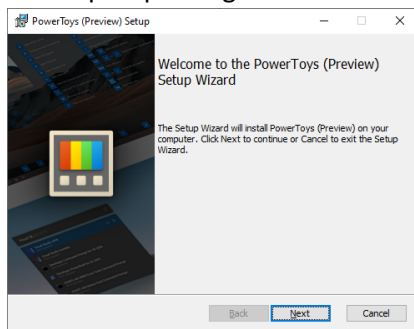 PowerToys (Preview) Setup
Welcome to the PowerToys (Preview)
Setup Wizard
The Setup Wizard will install PowerToys (Preview) on your
computer. Click Next to continue or Cancel to exit the Setup
Wizard.
Back
Next
Cancel